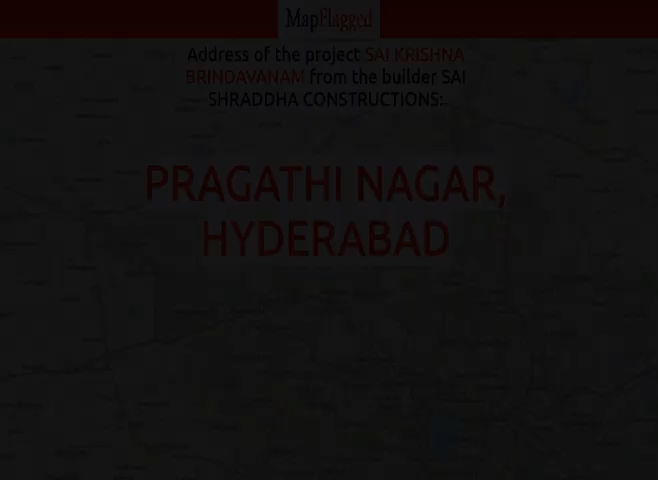 MapFlagged
Address of the project SAI KRISHNA
BRINDAVANAM from the builder SAI
SHRADDHA CONSTRUCTIONS:.
PRAGATHI NAGAR,
HYDERABAD